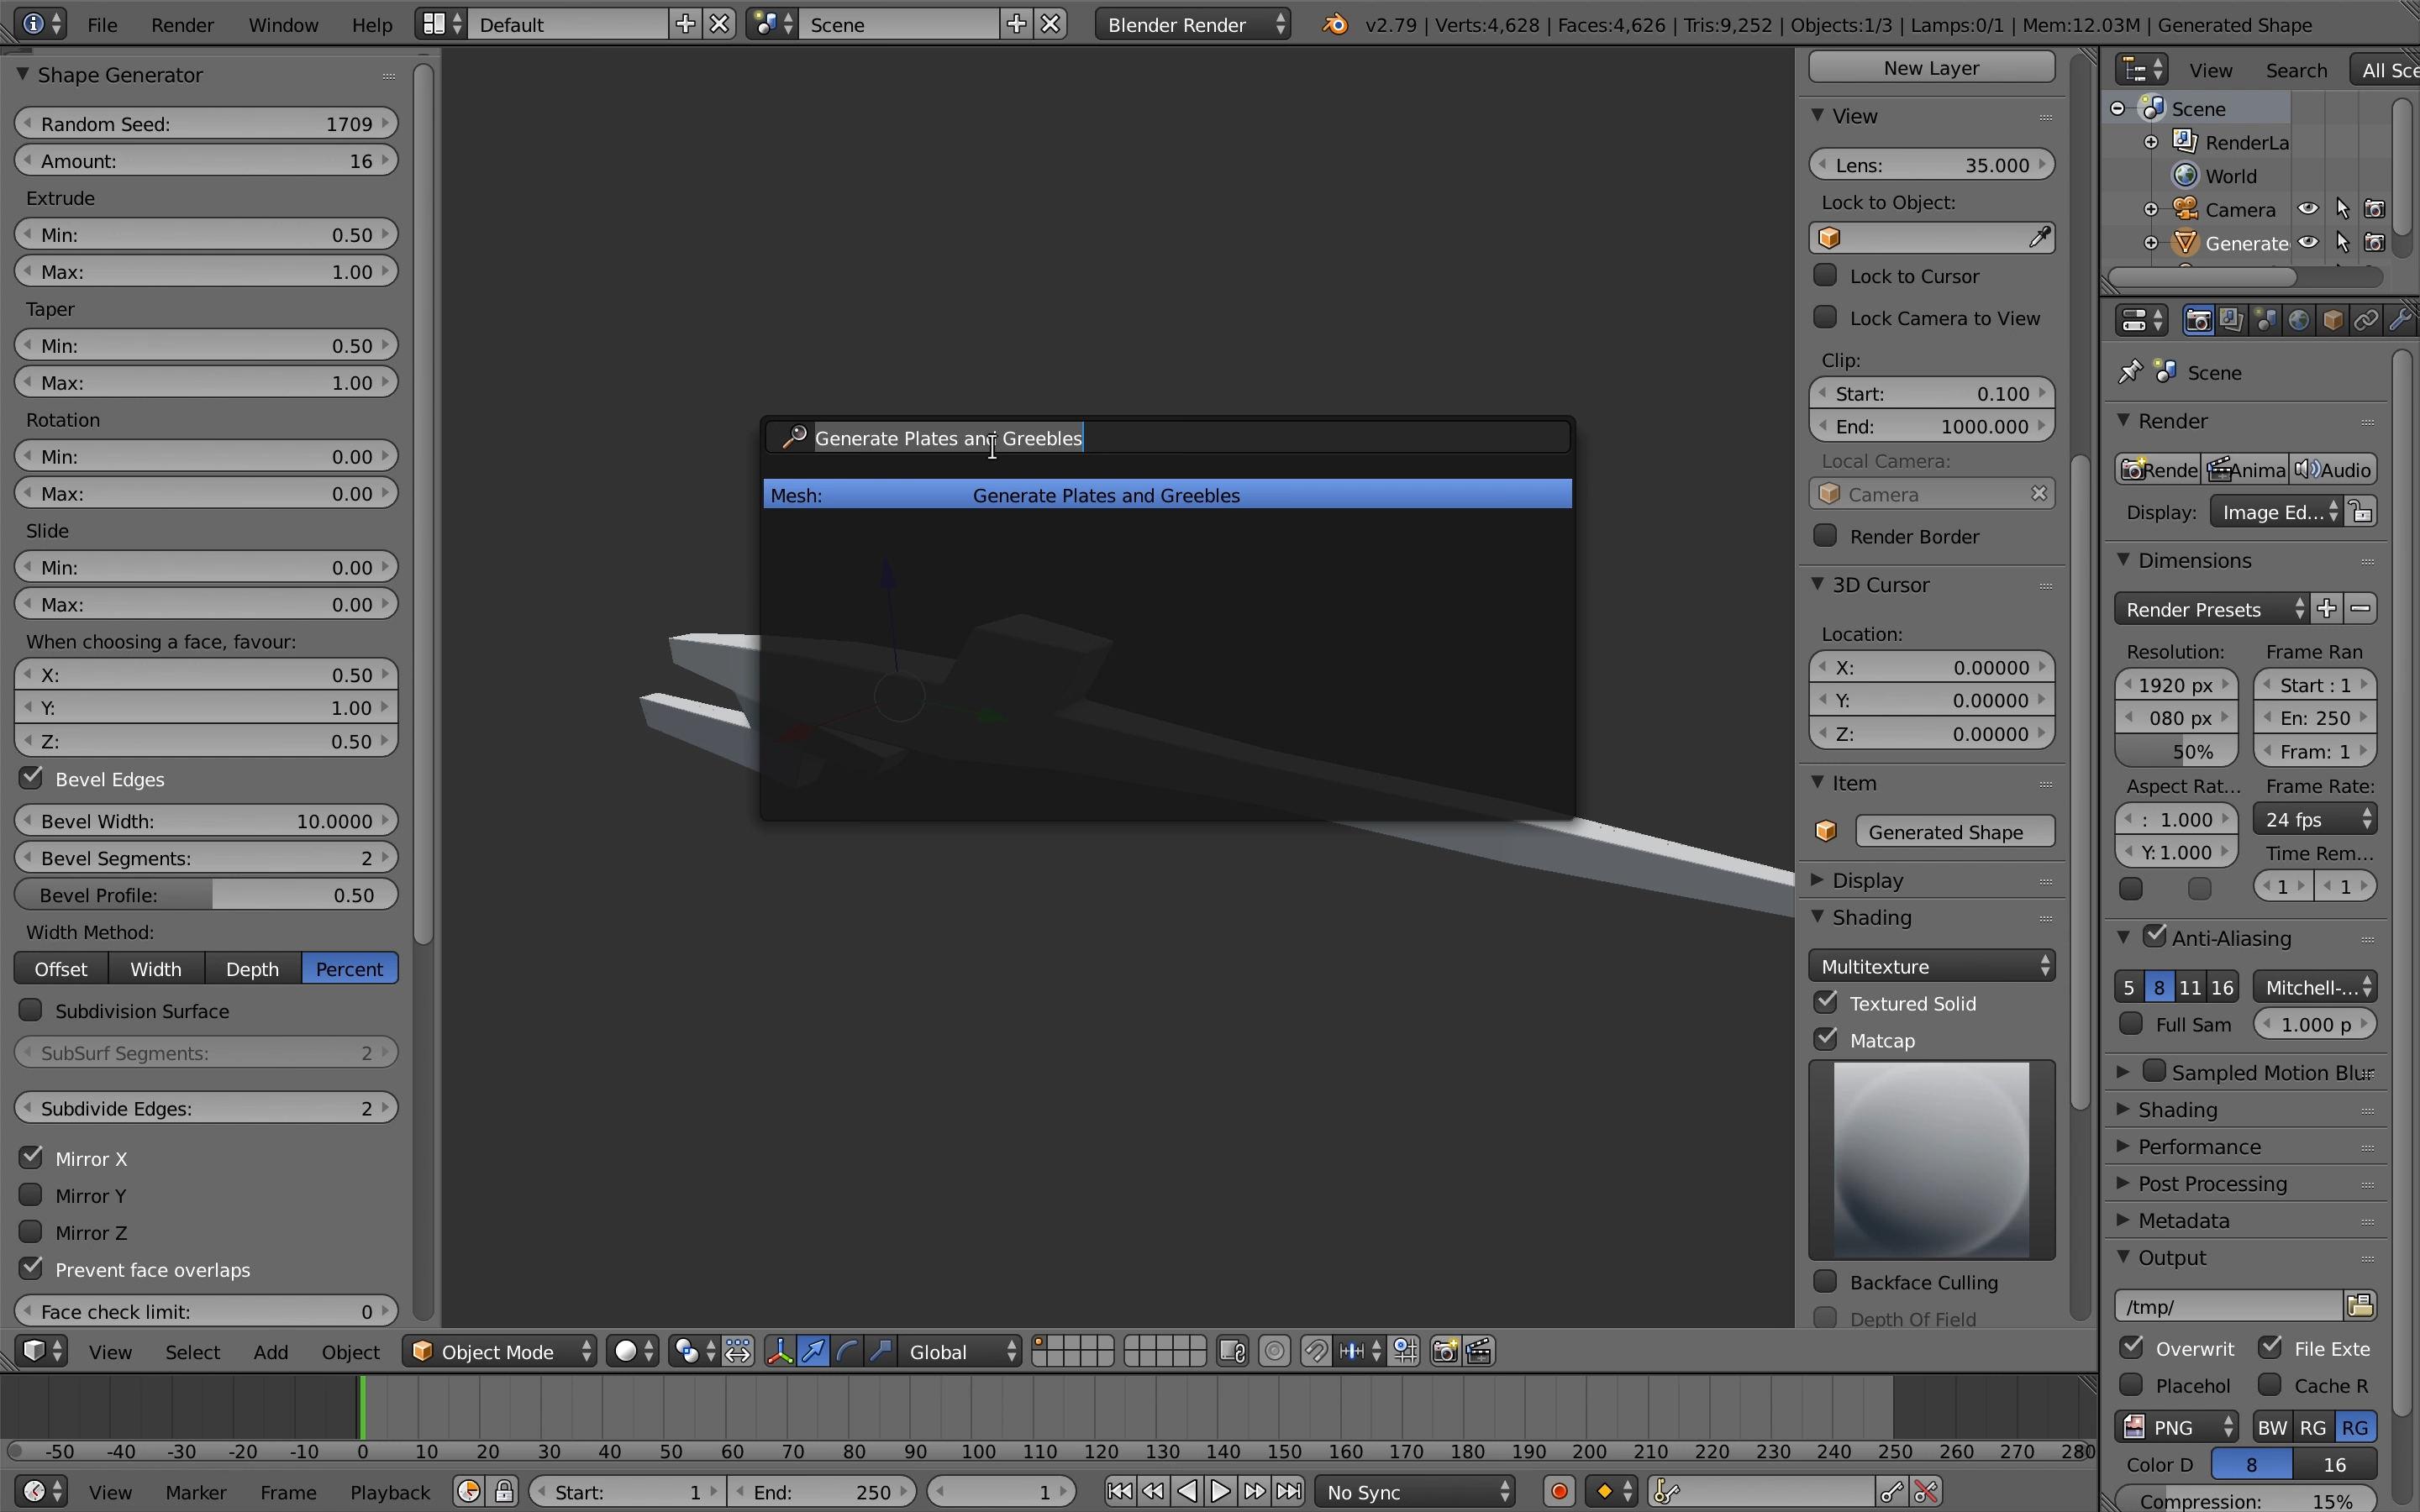 File Render Window Help Default Scene Blender Render v2.79 | Verts:4,628 | Faces:4,626 | Tris:9,252 | Objects:1/3 | Lamps:0/1 | Mem:12.03M | Generated Shape
Shape Generator
Random Seed: 1709
Amount: 16
Extrude
Min: 0.50
Max: 1.00
Taper
Min: 0.50
Max: 1.00
Rotation
Min: 0.00
Max: 0.00
Slide
Min: 0.00
Max: 0.00
When choosing a face, favour:
X: 0.50
Y: 1.00
Z: 0.50
Bevel Edges
Bevel Width: 10.0000
Bevel Segments: 2
Bevel Profile: 0.50
Width Method:
Offset Width Depth Percent
Subdivision Surface
SubSurf Segments: 2
Subdivide Edges: 2
Mirror X
Mirror Y
Mirror Z
Prevent face overlaps
Face check limit: 0
Generate Plates and Greebles
Mesh: Generate Plates and Greebles
New Layer
View
Lens: 35.000
Lock to Object:
Lock to Cursor
Lock Camera to View
Clip:
Start: 0.100
End: 1000.000
Local Camera:
Camera
Render Border
3D Cursor
Location:
X: 0.00000
Y: 0.00000
Z: 0.00000
Item
Generated Shape
Display
Shading
Multitexture
Textured Solid
Matcap
Backface Culling
Depth Of Field
View Search All Sce
Scene
RenderLa
World
Camera
Generate
Scene
Render
Rende Anima Audio
Display: Image Ed...
Dimensions
Render Presets
Resolution: Frame Ran
1920 px Start : 1
080 px En: 250
50% Fram: 1
Aspect Rat... Frame Rate:
: 1.000 24 fps
Y: 1.000 Time Rem...
1 1
Anti-Aliasing
5 8 11 16 Mitchell-...
Full Sam 1.000 p
Sampled Motion Blur
Shading
Performance
Post Processing
Metadata
Output
/tmp/
Overwrit File Exte
Placehol Cache R
PNG BW RG RG
Color D 8 16
Compression: 15%
View Select Add Object Object Mode Global
-50 -40 -30 -20 -10 0 10 20 30 40 50 60 70 80 90 100 110 120 130 140 150 160 170 180 190 200 210 220 230 240 250 260 270 280
View Marker Frame Playback Start: 1 End: 250 1 No Sync